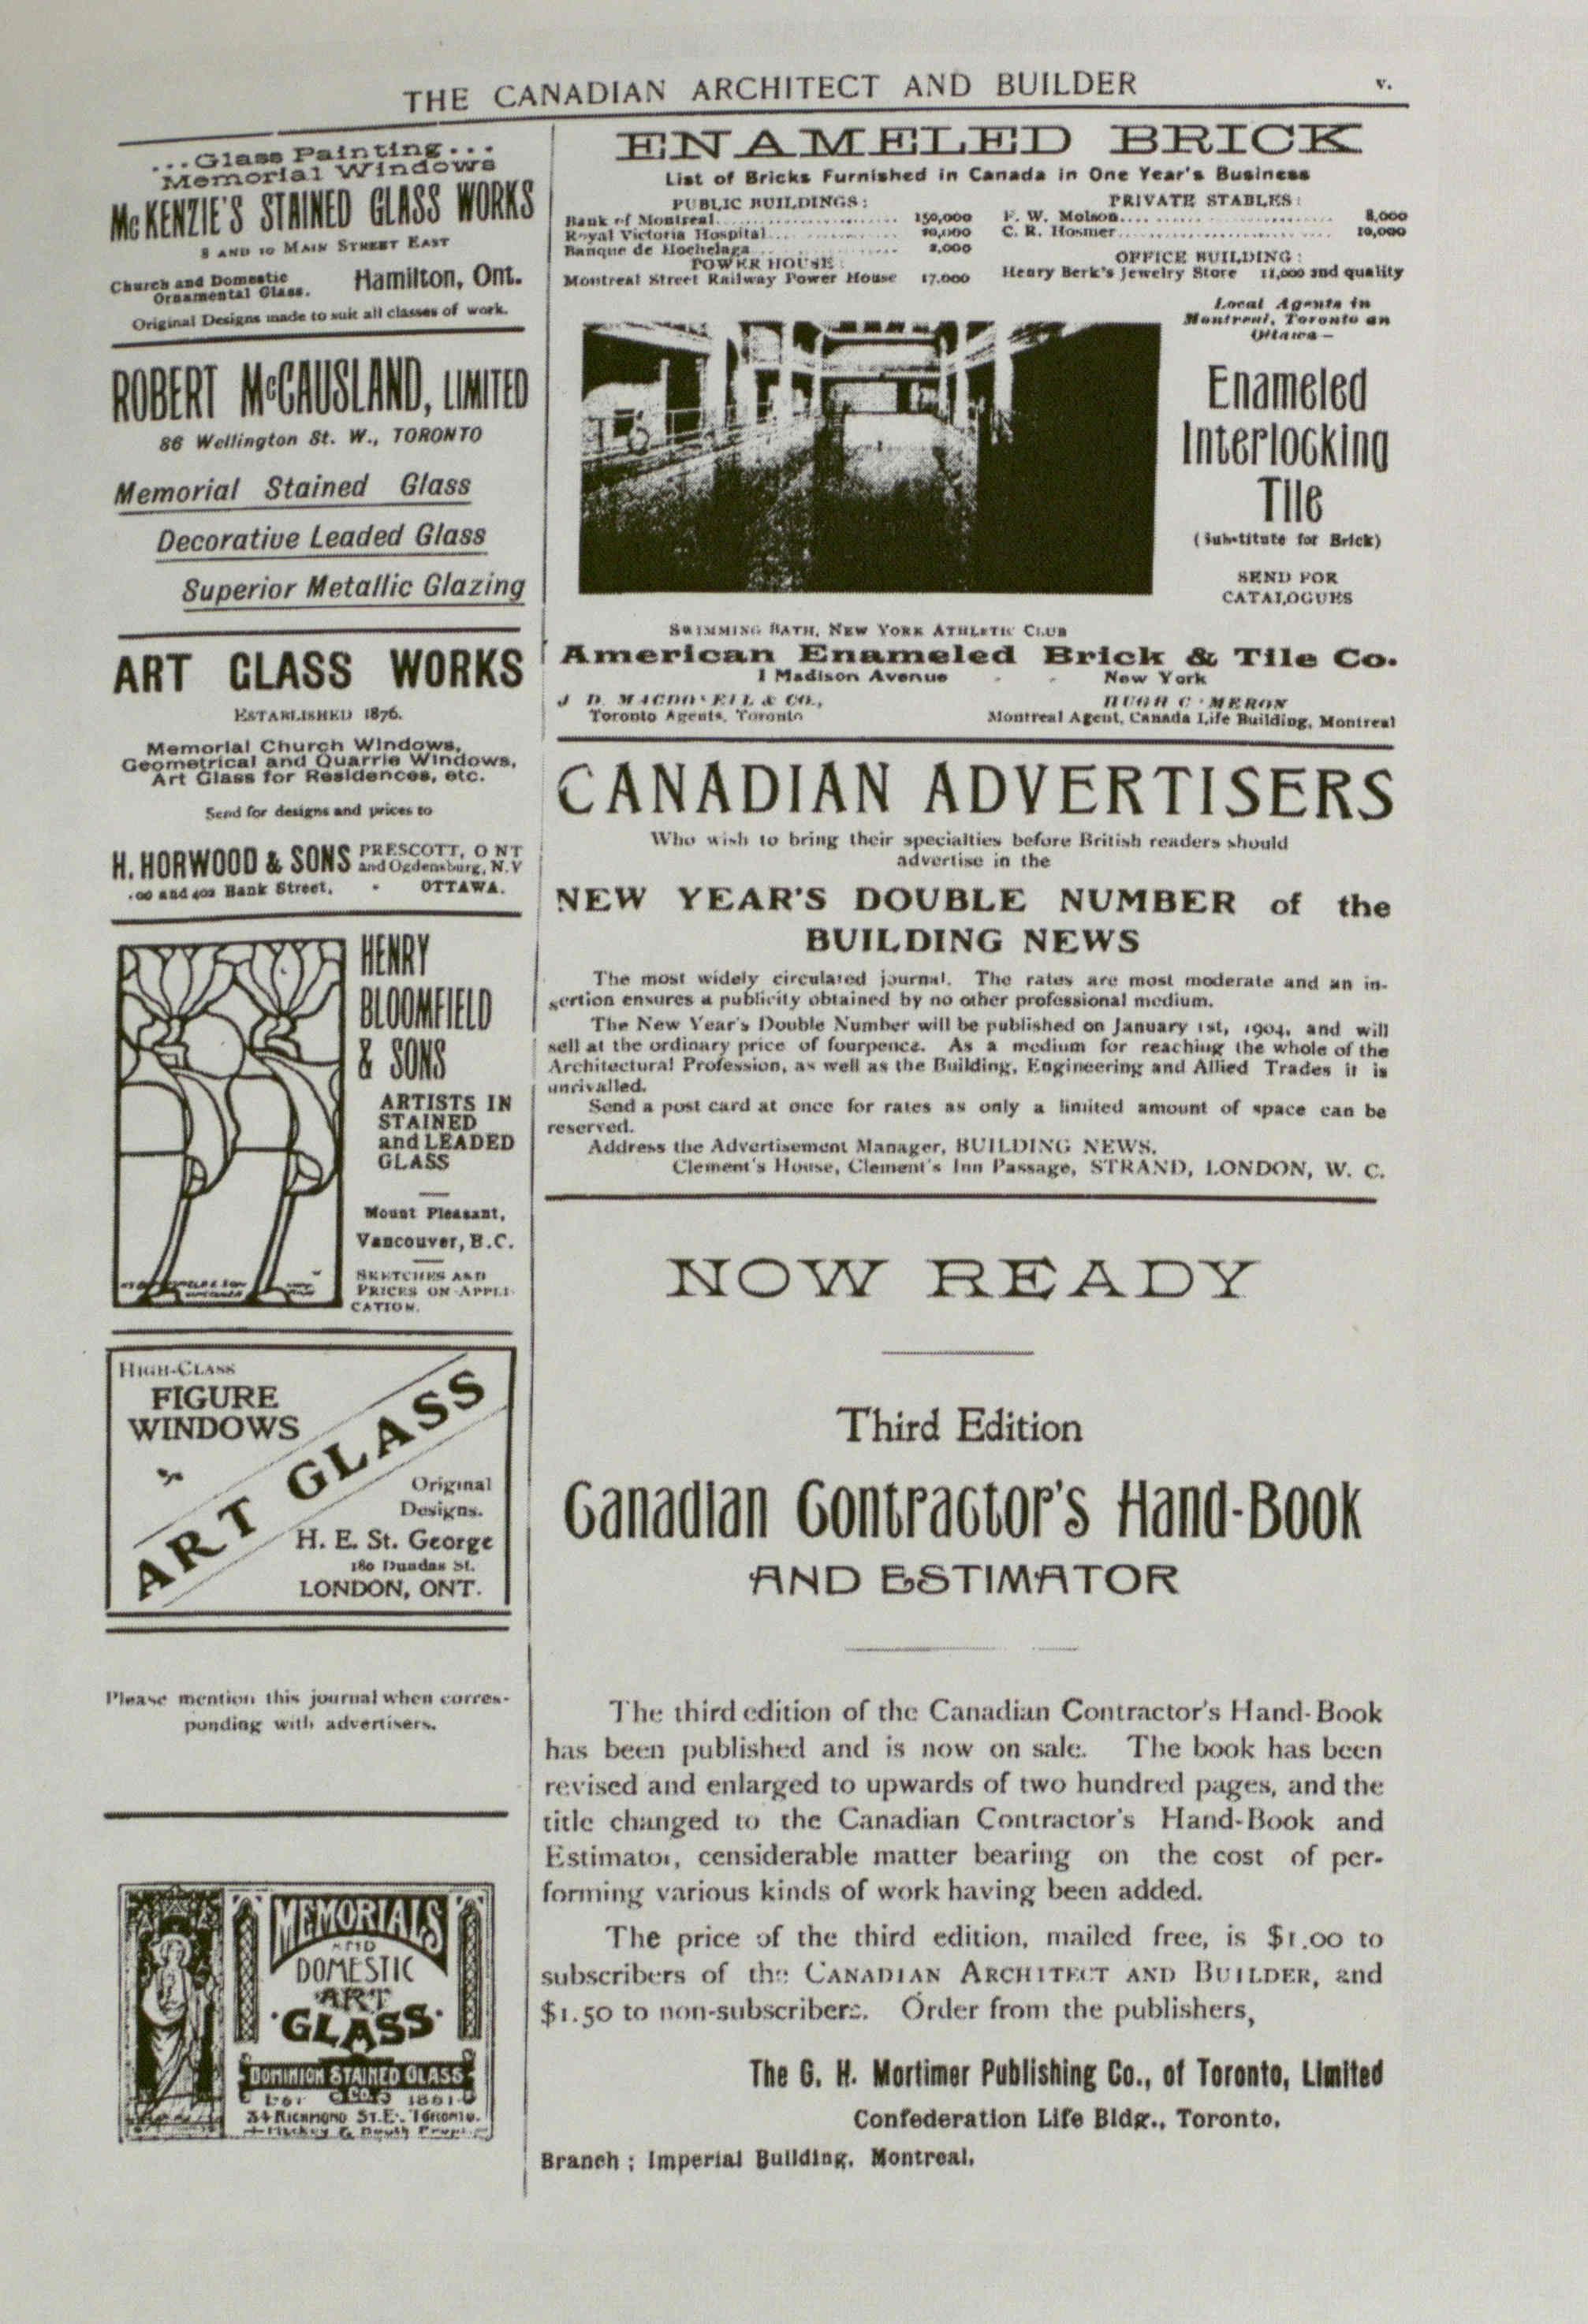 THE CANADIAN ARCHITECT AND BUILDER
v.
...Glass Painting...
Memorial Windows
McKENZIE'S STAINED GLASS WORKS
8 AND 10 MAIN STREET EAST
Church and Domestic
Ornamental Glass.
Hamilton, Ont.
Original Designs made to suit all classes of work.
ROBERT McCAUSLAND, LIMITED
86 Wellington St. W., TORONTO
Memorial Stained Glass
Decorative Leaded Glass
Superior Metallic Glazing
ART GLASS WORKS
ESTABLISHED 1876.
Memorial Church Windows,
Geometrical and Quarrie Windows,
Art Glass for Residences, etc.
Send for designs and prices to
H. HORWOOD & SONS
PRESCOTT, ONT
and Ogdensburg, N.Y
and 402 Bank Street, - OTTAWA.
HENRY
BLOOMFIELD
& SONS
ARTISTS IN
STAINED
and LEADED
GLASS
Mount Pleasant,
Vancouver, B.C.
SKETCHES AND
PRICES ON APPLI-
CATION.
HIGH-CLASS
FIGURE
WINDOWS
ART GLASS
Original
Designs.
H. E. St. George
180 Dundas St.
LONDON, ONT.
Please mention this journal when corres-
ponding with advertisers.
MEMORIALS
AND
DOMESTIC
ART
GLASS
DOMINION STAINED GLASS
CO. 1881
34 RICHMOND ST. E. TORONTO.
ENAMELED BRICK
List of Bricks Furnished in Canada in One Year's Business
PUBLIC BUILDINGS:
Bank of Montreal 150,000
Royal Victoria Hospital
Banque de Hochelaga 2,000
POWER HOUSE:
Montreal Street Railway Power House 17,000
PRIVATE STABLES:
F. W. Molson 8,000
C. R. Hosmer 10,000
OFFICE BUILDING:
Henry Berk's Jewelry Store 11,000 2nd quality
Local Agents in
Montreal, Toronto an
Ottawa—
Enameled
Interlocking
Tile
(Substitute for Brick)
SEND FOR
CATALOGUES
SWIMMING BATH, NEW YORK ATHLETIC CLUB
American Enameled Brick & Tile Co.
1 Madison Avenue - - New York
J D. & CO.,
Toronto Agents, Toronto
HUGH CAMERON
Montreal Agent, Canada Life Building, Montreal
CANADIAN ADVERTISERS
Who wish to bring their specialties before British readers should
advertise in the
NEW YEAR'S DOUBLE NUMBER of the
BUILDING NEWS
The most widely circulated journal. The rates are most moderate and an in-
sertion ensures a publicity obtained by no other professional medium.
The New Year's Double Number will be published on January 1st, 1904, and will
sell at the ordinary price of fourpence. As a medium for reaching the whole of the
Architectural Profession, as well as the Building, Engineering and Allied Trades it is
unrivalled.
Send a post card at once for rates as only a limited amount of space can be
reserved.
Address the Advertisement Manager, BUILDING NEWS,
Clement's House, Clement's Inn Passage, STRAND, LONDON, W. C.
NOW READY
Third Edition
Canadian Contractor's Hand-Book
AND ESTIMATOR
The third edition of the Canadian Contractor's Hand-Book
has been published and is now on sale. The book has been
revised and enlarged to upwards of two hundred pages, and the
title changed to the Canadian Contractor's Hand-Book and
Estimator, censiderable matter bearing on the cost of per-
forming various kinds of work having been added.
The price of the third edition, mailed free, is $1.00 to
subscribers of the CANADIAN ARCHITECT AND BUILDER, and
$1.50 to non-subscribers. Order from the publishers,
The G. H. Mortimer Publishing Co., of Toronto, Limited
Confederation Life Bldg., Toronto.
Branch ; Imperial Building, Montreal.